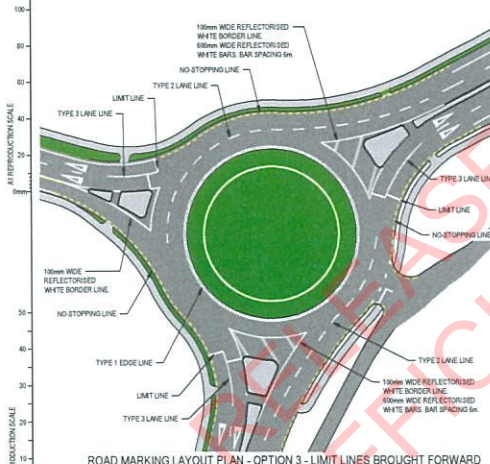 100
80
60
40
20
0mm
A1 REPRODUCTION SCALE
50
40
30
20
10
100mm WIDE REFLECTORISED
WHITE BORDER LINE.
600mm WIDE REFLECTORISED
WHITE BARS. BAR SPACING 6m.
NO-STOPPING LINE
TYPE 2 LANE LINE
LIMIT LINE
TYPE 3 LANE LINE
TYPE 3 LANE LINE
LIMIT LINE
NO-STOPPING LINE
100mm WIDE
REFLECTORISED
WHITE BORDER LINE.
NO-STOPPING LINE
TYPE 1 EDGE LINE
LIMIT LINE
TYPE 3 LANE LINE
TYPE 2 LANE LINE
100mm WIDE REFLECTORISED
WHITE BORDER LINE.
600mm WIDE REFLECTORISED
WHITE BARS. BAR SPACING 6m.
ROAD MARKING LAYOUT PLAN - OPTION 3 - LIMIT LINES BROUGHT FORWARD